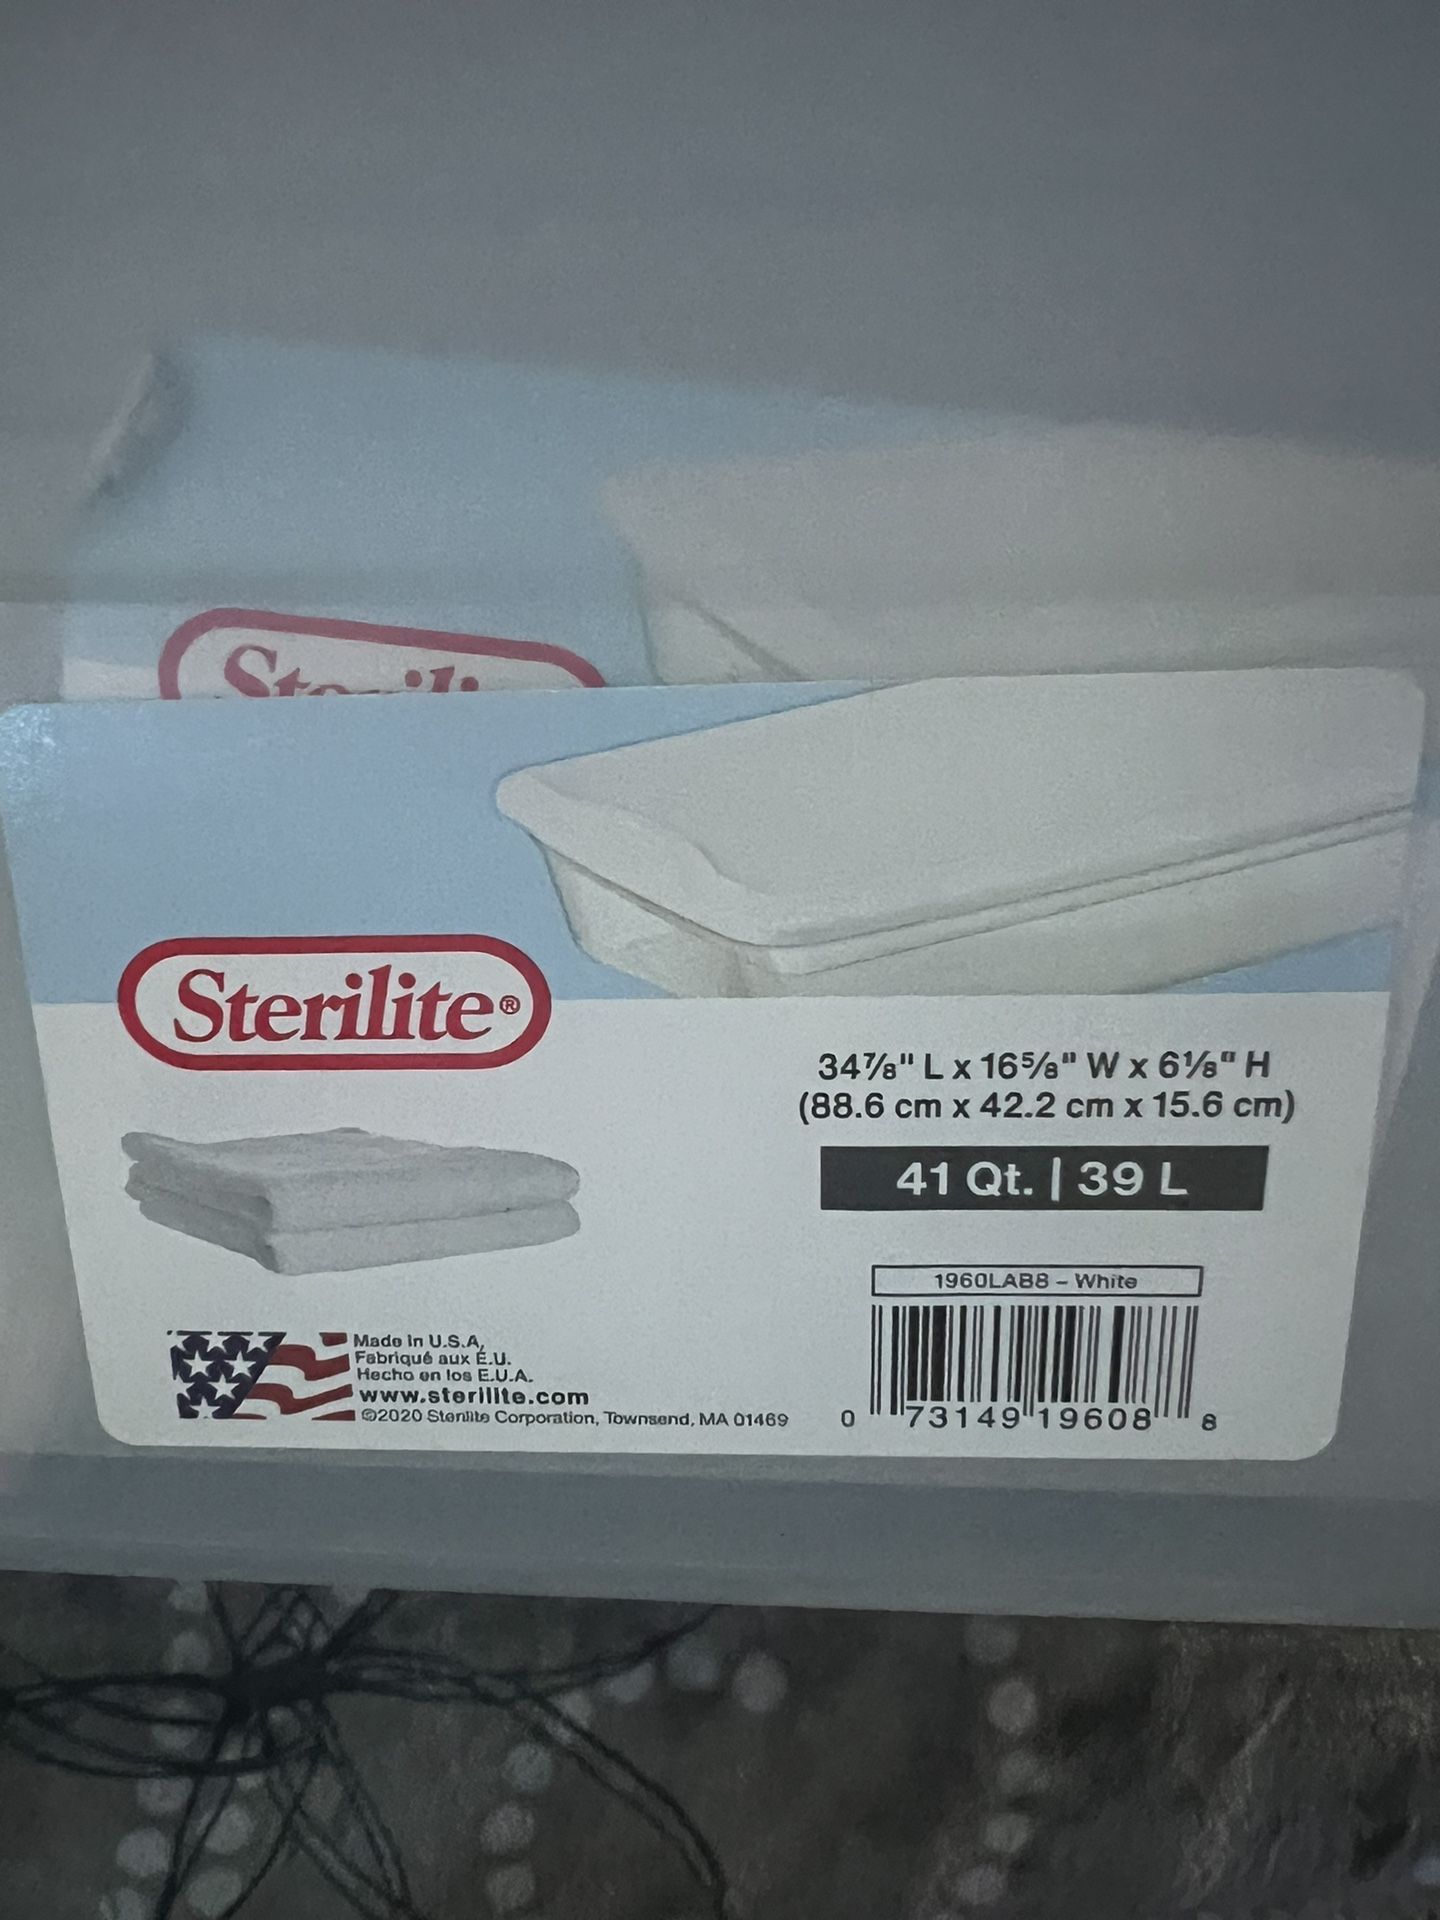 Sterilite
Sterilite®
34⅞" L x 16⅝" W x 6⅛" H
(88.6 cm x 42.2 cm x 15.6 cm)
41 Qt. | 39 L
1960LAB8 – White
Made in U.S.A.
Fabriqué aux É.U.
Hecho en los E.U.A.
www.sterilite.com
©2020 Sterilite Corporation, Townsend, MA 01469
0 73149 19608 8